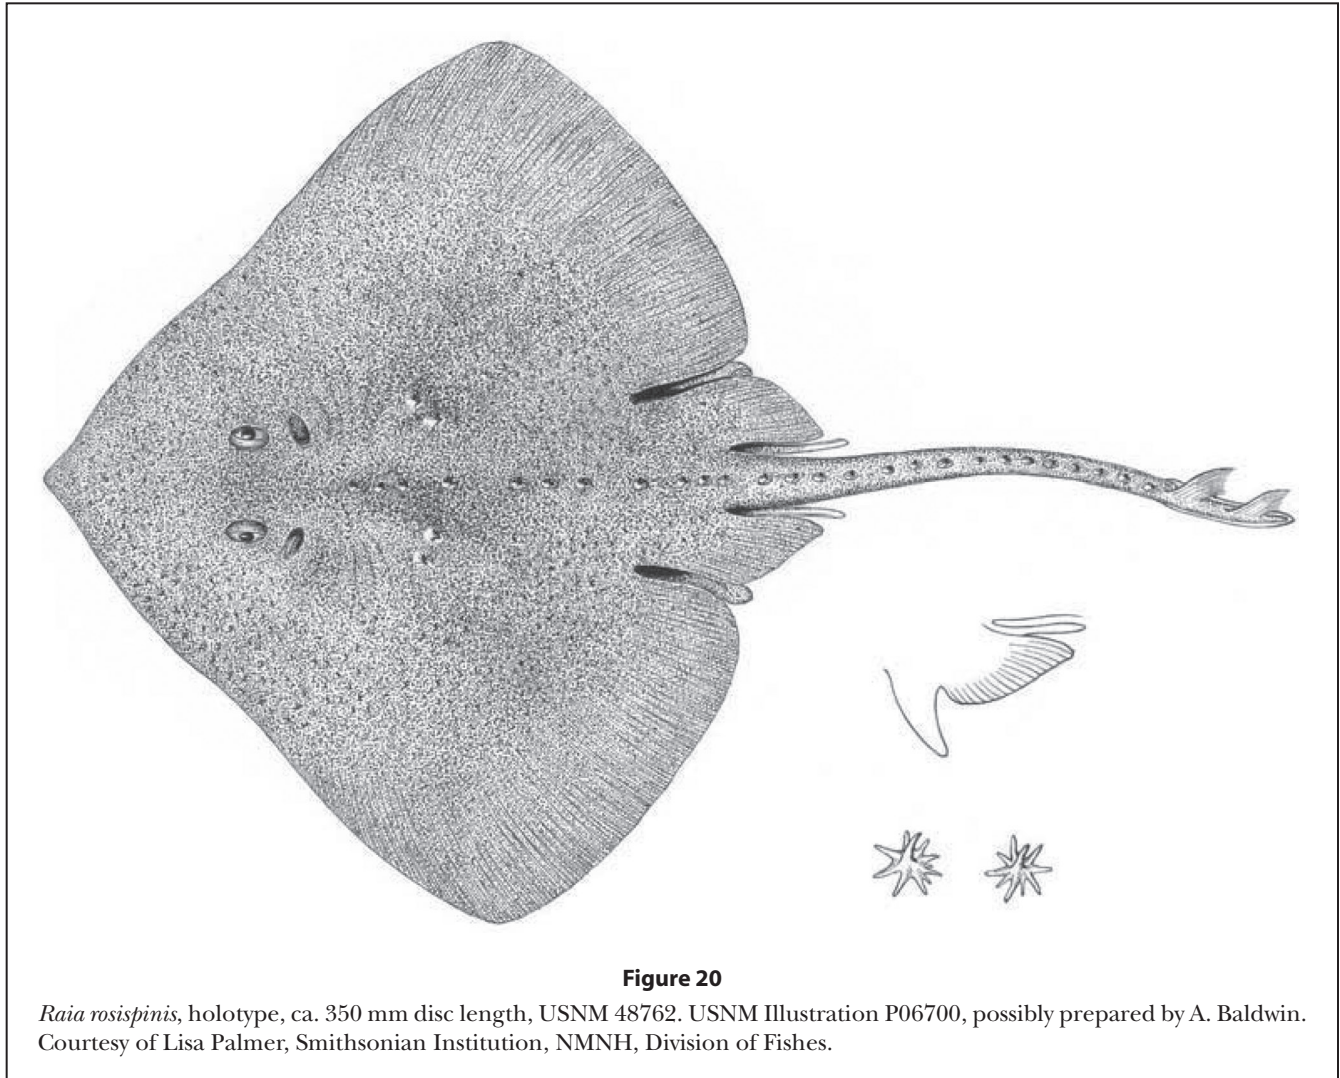 Figure 20
Raia rosispinis, holotype, ca. 350 mm disc length, USNM 48762. USNM Illustration P06700, possibly prepared by A. Baldwin.
Courtesy of Lisa Palmer, Smithsonian Institution, NMNH, Division of Fishes.